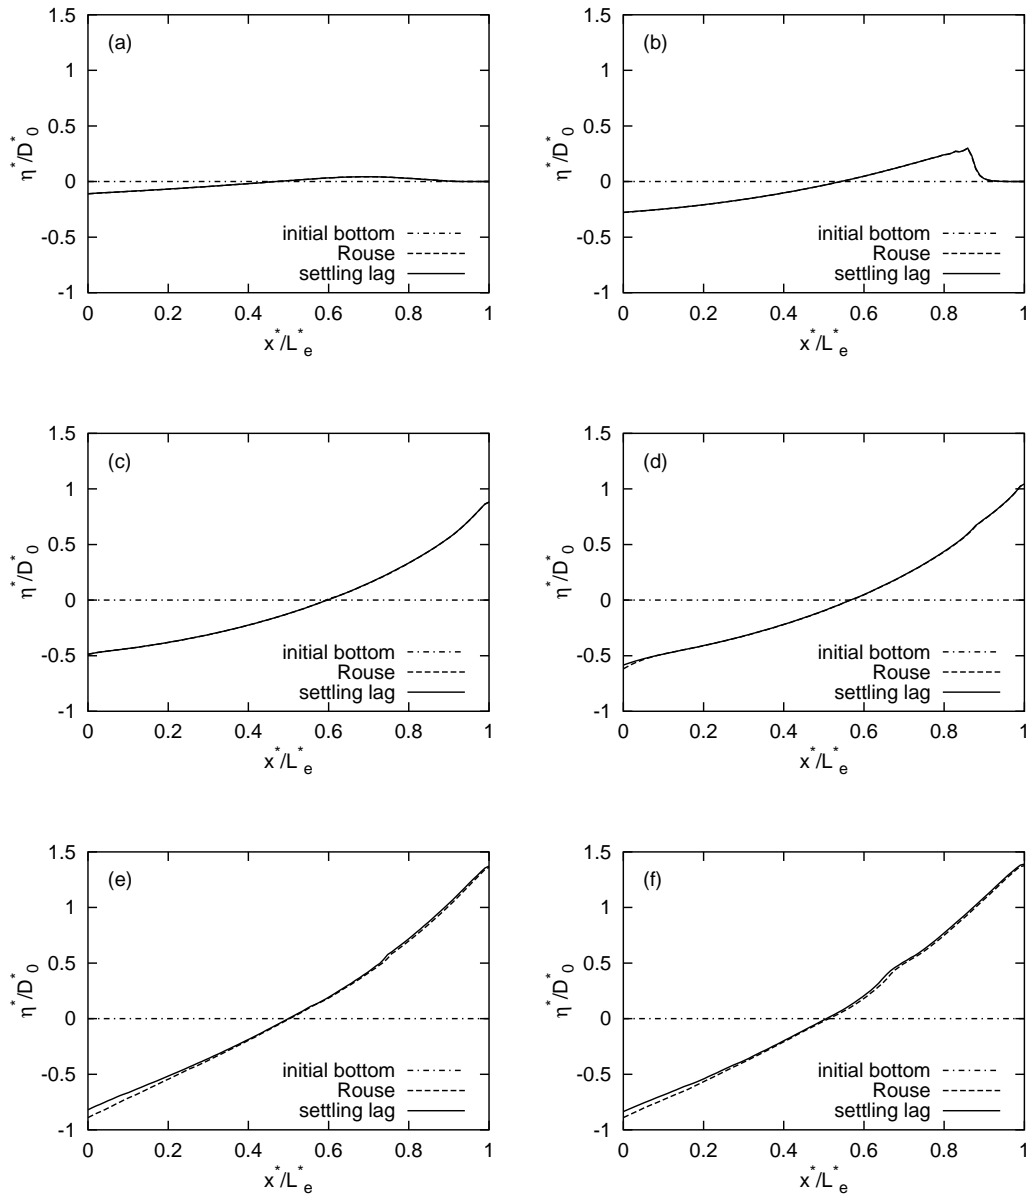 (a)
1.5
1
0.5
0
-0.5
-1
η*/D*0
initial bottom
Rouse
settling lag
0 0.2 0.4 0.6 0.8 1
x*/L*e
(b)
1.5
1
0.5
0
-0.5
-1
η*/D*0
initial bottom
Rouse
settling lag
0 0.2 0.4 0.6 0.8 1
x*/L*e
(c)
1.5
1
0.5
0
-0.5
-1
η*/D*0
initial bottom
Rouse
settling lag
0 0.2 0.4 0.6 0.8 1
x*/L*e
(d)
1.5
1
0.5
0
-0.5
-1
η*/D*0
initial bottom
Rouse
settling lag
0 0.2 0.4 0.6 0.8 1
x*/L*e
(e)
1.5
1
0.5
0
-0.5
-1
η*/D*0
initial bottom
Rouse
settling lag
0 0.2 0.4 0.6 0.8 1
x*/L*e
(f)
1.5
1
0.5
0
-0.5
-1
η*/D*0
initial bottom
Rouse
settling lag
0 0.2 0.4 0.6 0.8 1
x*/L*e